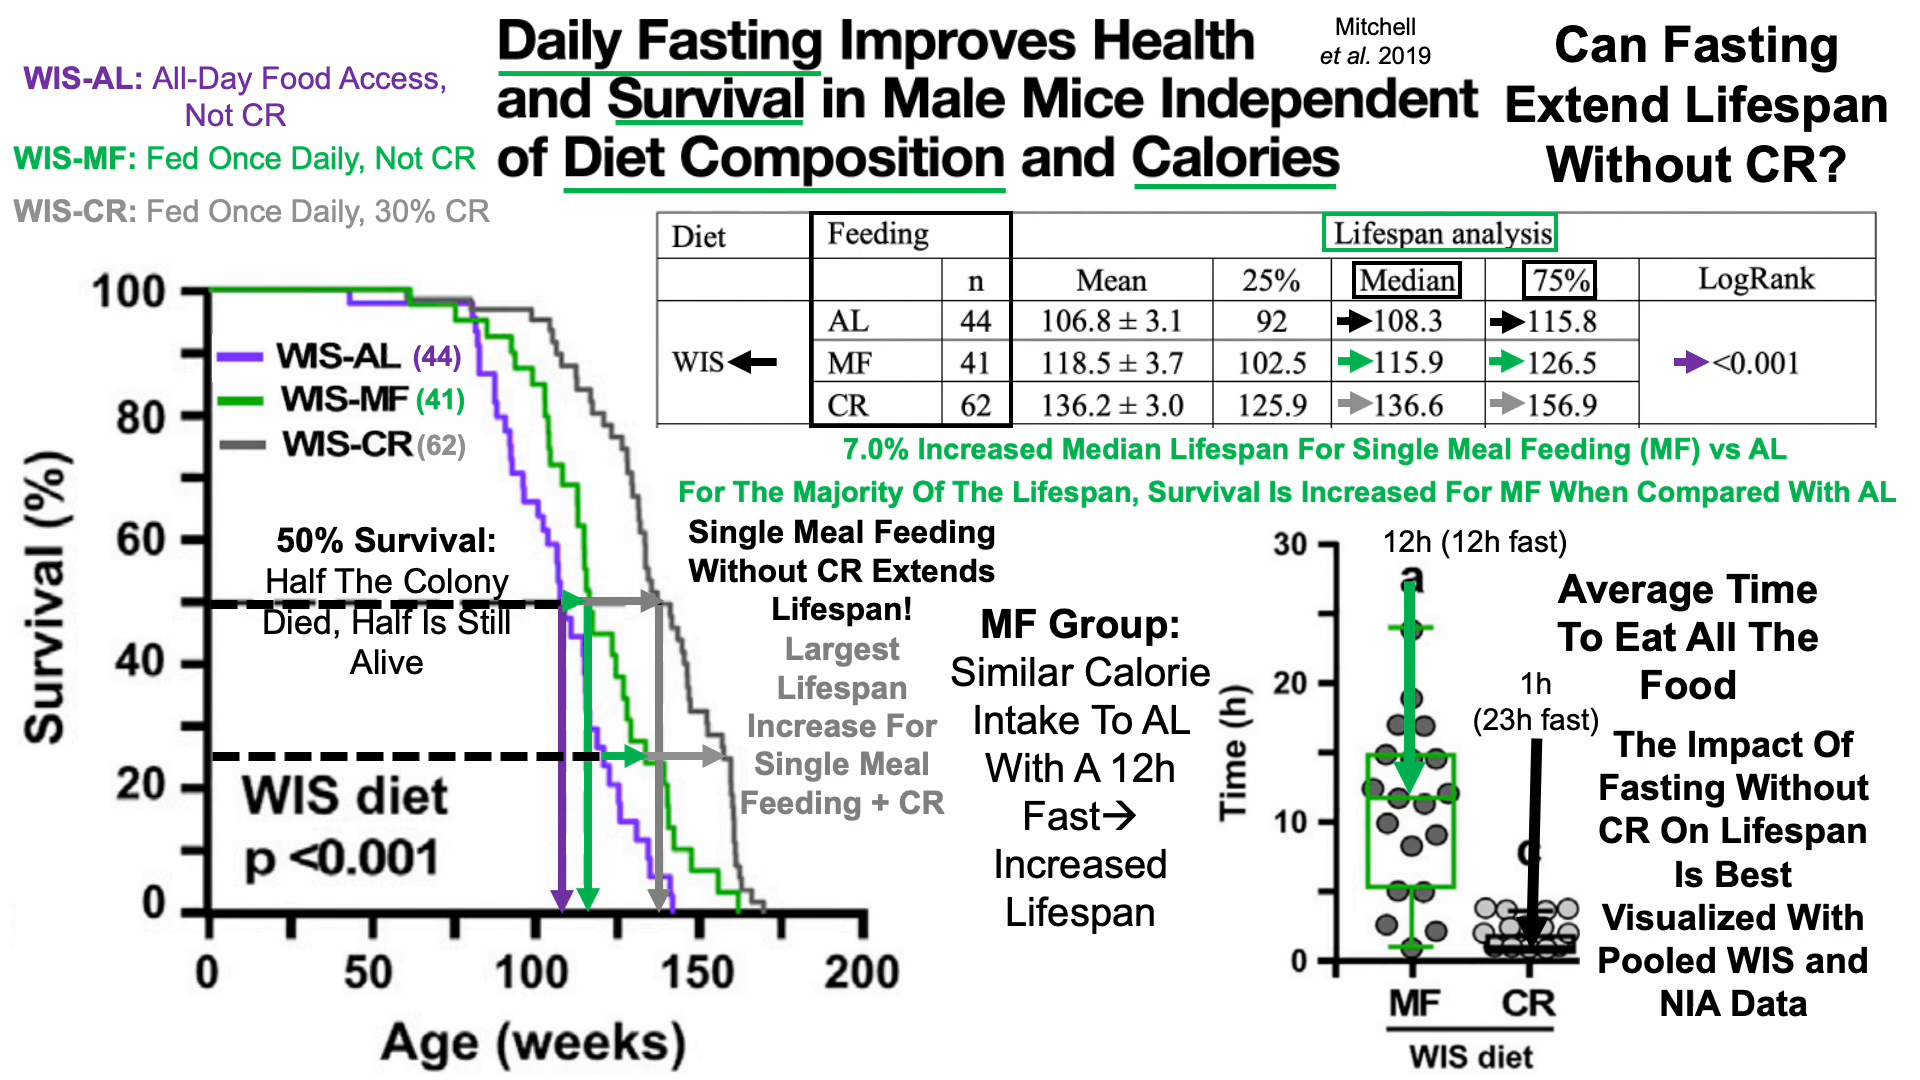 WIS-AL: All-Day Food Access,
Not CR
WIS-MF: Fed Once Daily, Not CR
WIS-CR: Fed Once Daily, 30% CR
Daily Fasting Improves Health
and Survival in Male Mice Independent
of Diet Composition and Calories
Mitchell
et al. 2019
Can Fasting
Extend Lifespan
Without CR?
Diet Feeding Lifespan analysis
n Mean 25% Median 75% LogRank
AL 44 106.8 ± 3.1 92 108.3 115.8
WIS MF 41 118.5 ± 3.7 102.5 115.9 126.5 <0.001
CR 62 136.2 ± 3.0 125.9 136.6 156.9
7.0% Increased Median Lifespan For Single Meal Feeding (MF) vs AL
For The Majority Of The Lifespan, Survival Is Increased For MF When Compared With AL
Survival (%)
100
80
60
40
20
0
WIS-AL (44)
WIS-MF (41)
WIS-CR (62)
50% Survival:
Half The Colony
Died, Half Is Still
Alive
WIS diet
p <0.001
0 50 100 150 200
Age (weeks)
Single Meal Feeding
Without CR Extends
Lifespan!
Largest
Lifespan
Increase For
Single Meal
Feeding + CR
MF Group:
Similar Calorie
Intake To AL
With A 12h
Fast→
Increased
Lifespan
Time (h)
30
20
10
0
12h (12h fast)
a
1h
(23h fast)
c
MF CR
WIS diet
Average Time
To Eat All The
Food
The Impact Of
Fasting Without
CR On Lifespan
Is Best
Visualized With
Pooled WIS and
NIA Data